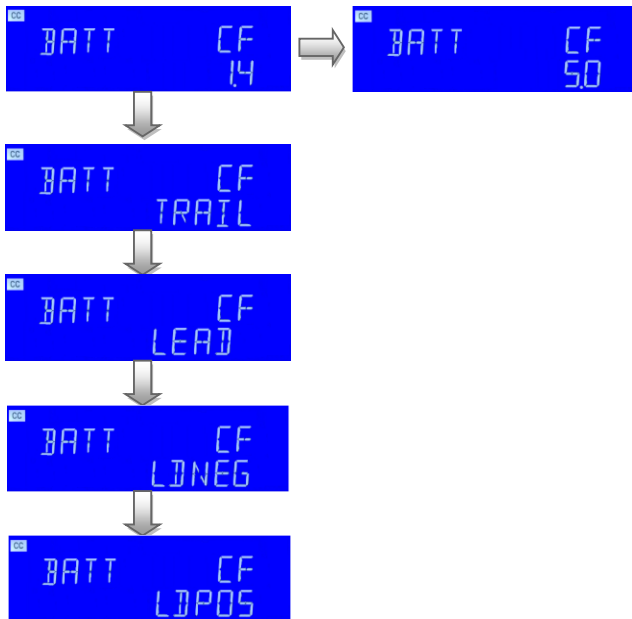 CC
BATT CF
1.4
CC
BATT CF
5.0
CC
BATT CF
TRAIL
CC
BATT CF
LEAD
CC
BATT CF
LDNEG
CC
BATT CF
LDPOS